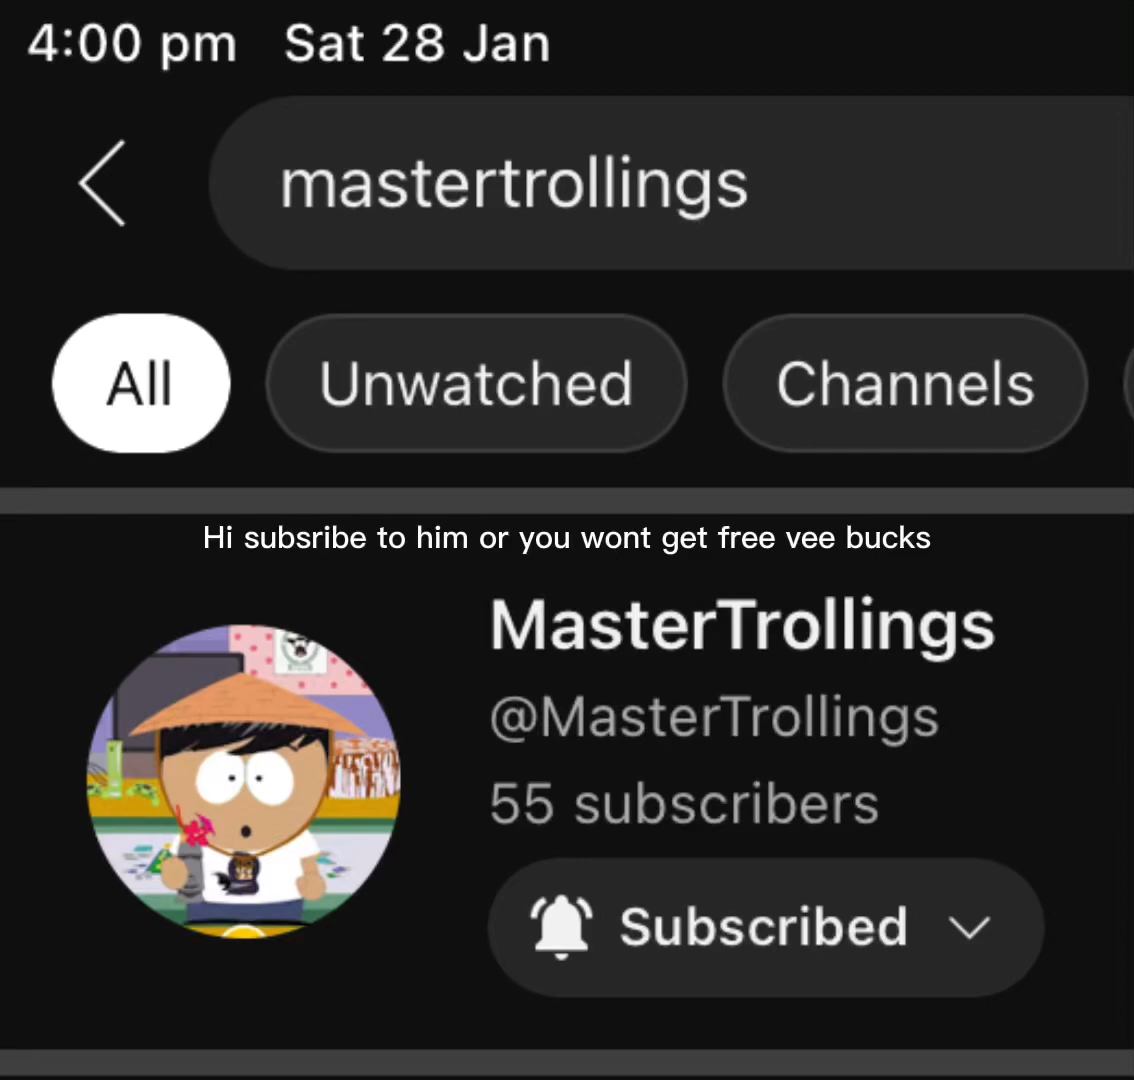 4:00 pm Sat 28 Jan
mastertrollings
All Unwatched Channels
Hi subsribe to him or you wont get free vee bucks
MasterTrollings
@MasterTrollings
55 subscribers
Subscribed